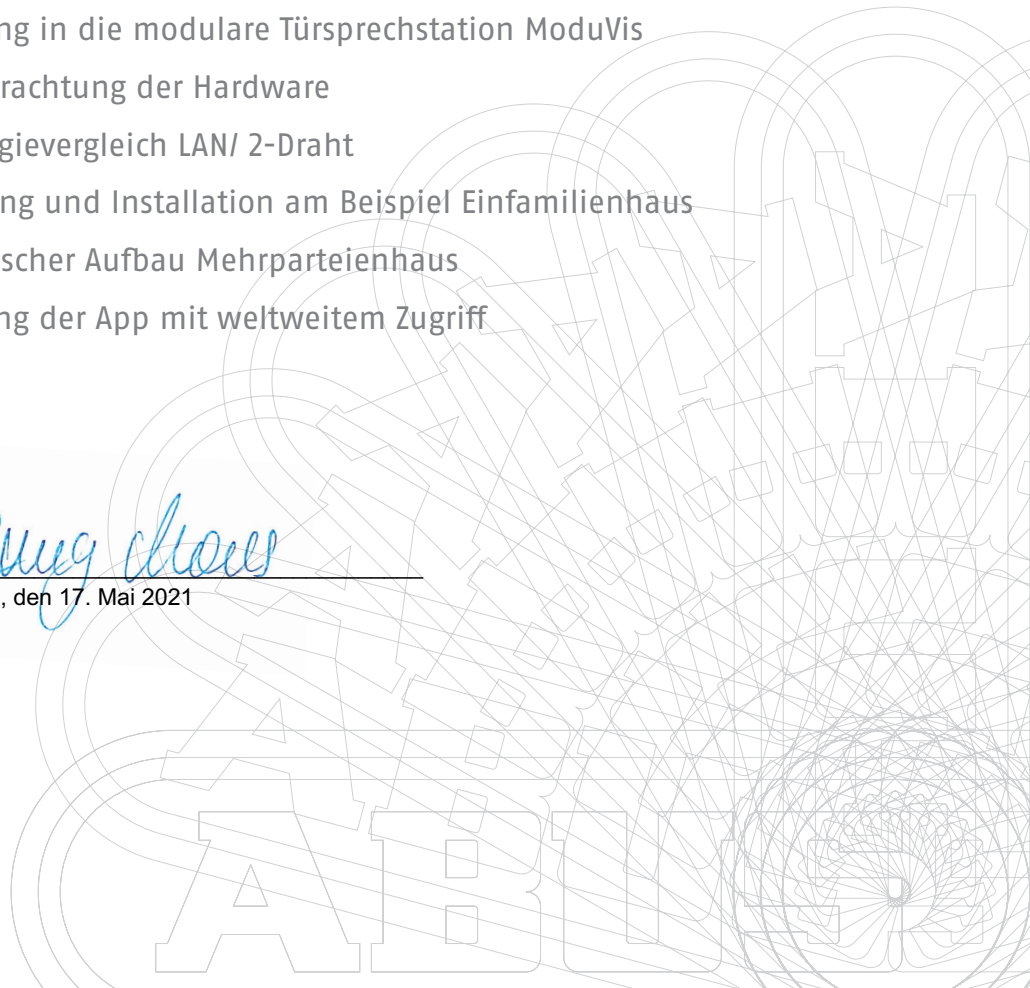 ng in die modulare Türsprechstation ModuVis
rachtung der Hardware
gievergleich LAN/ 2-Draht
ng und Installation am Beispiel Einfamilienhaus
scher Aufbau Mehrparteienhaus
ng der App mit weltweitem Zugriff
, den 17. Mai 2021
ABUS